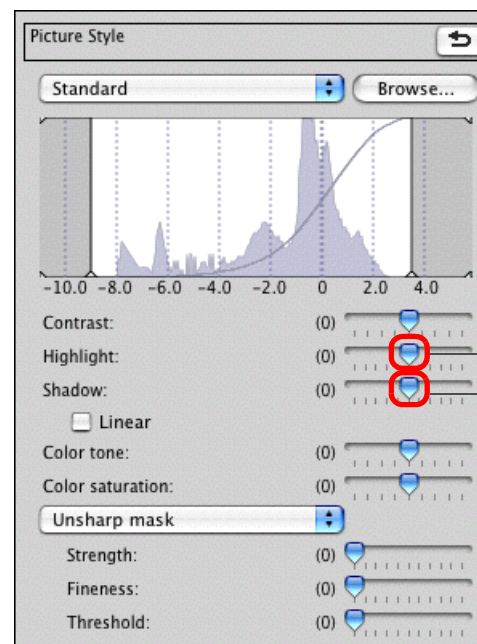 Picture Style
Standard Browse...
-10.0 -8.0 -6.0 -4.0 -2.0 0 2.0 4.0
Contrast: (0)
Highlight: (0)
Shadow: (0)
Linear
Color tone: (0)
Color saturation: (0)
Unsharp mask
Strength: (0)
Fineness: (0)
Threshold: (0)